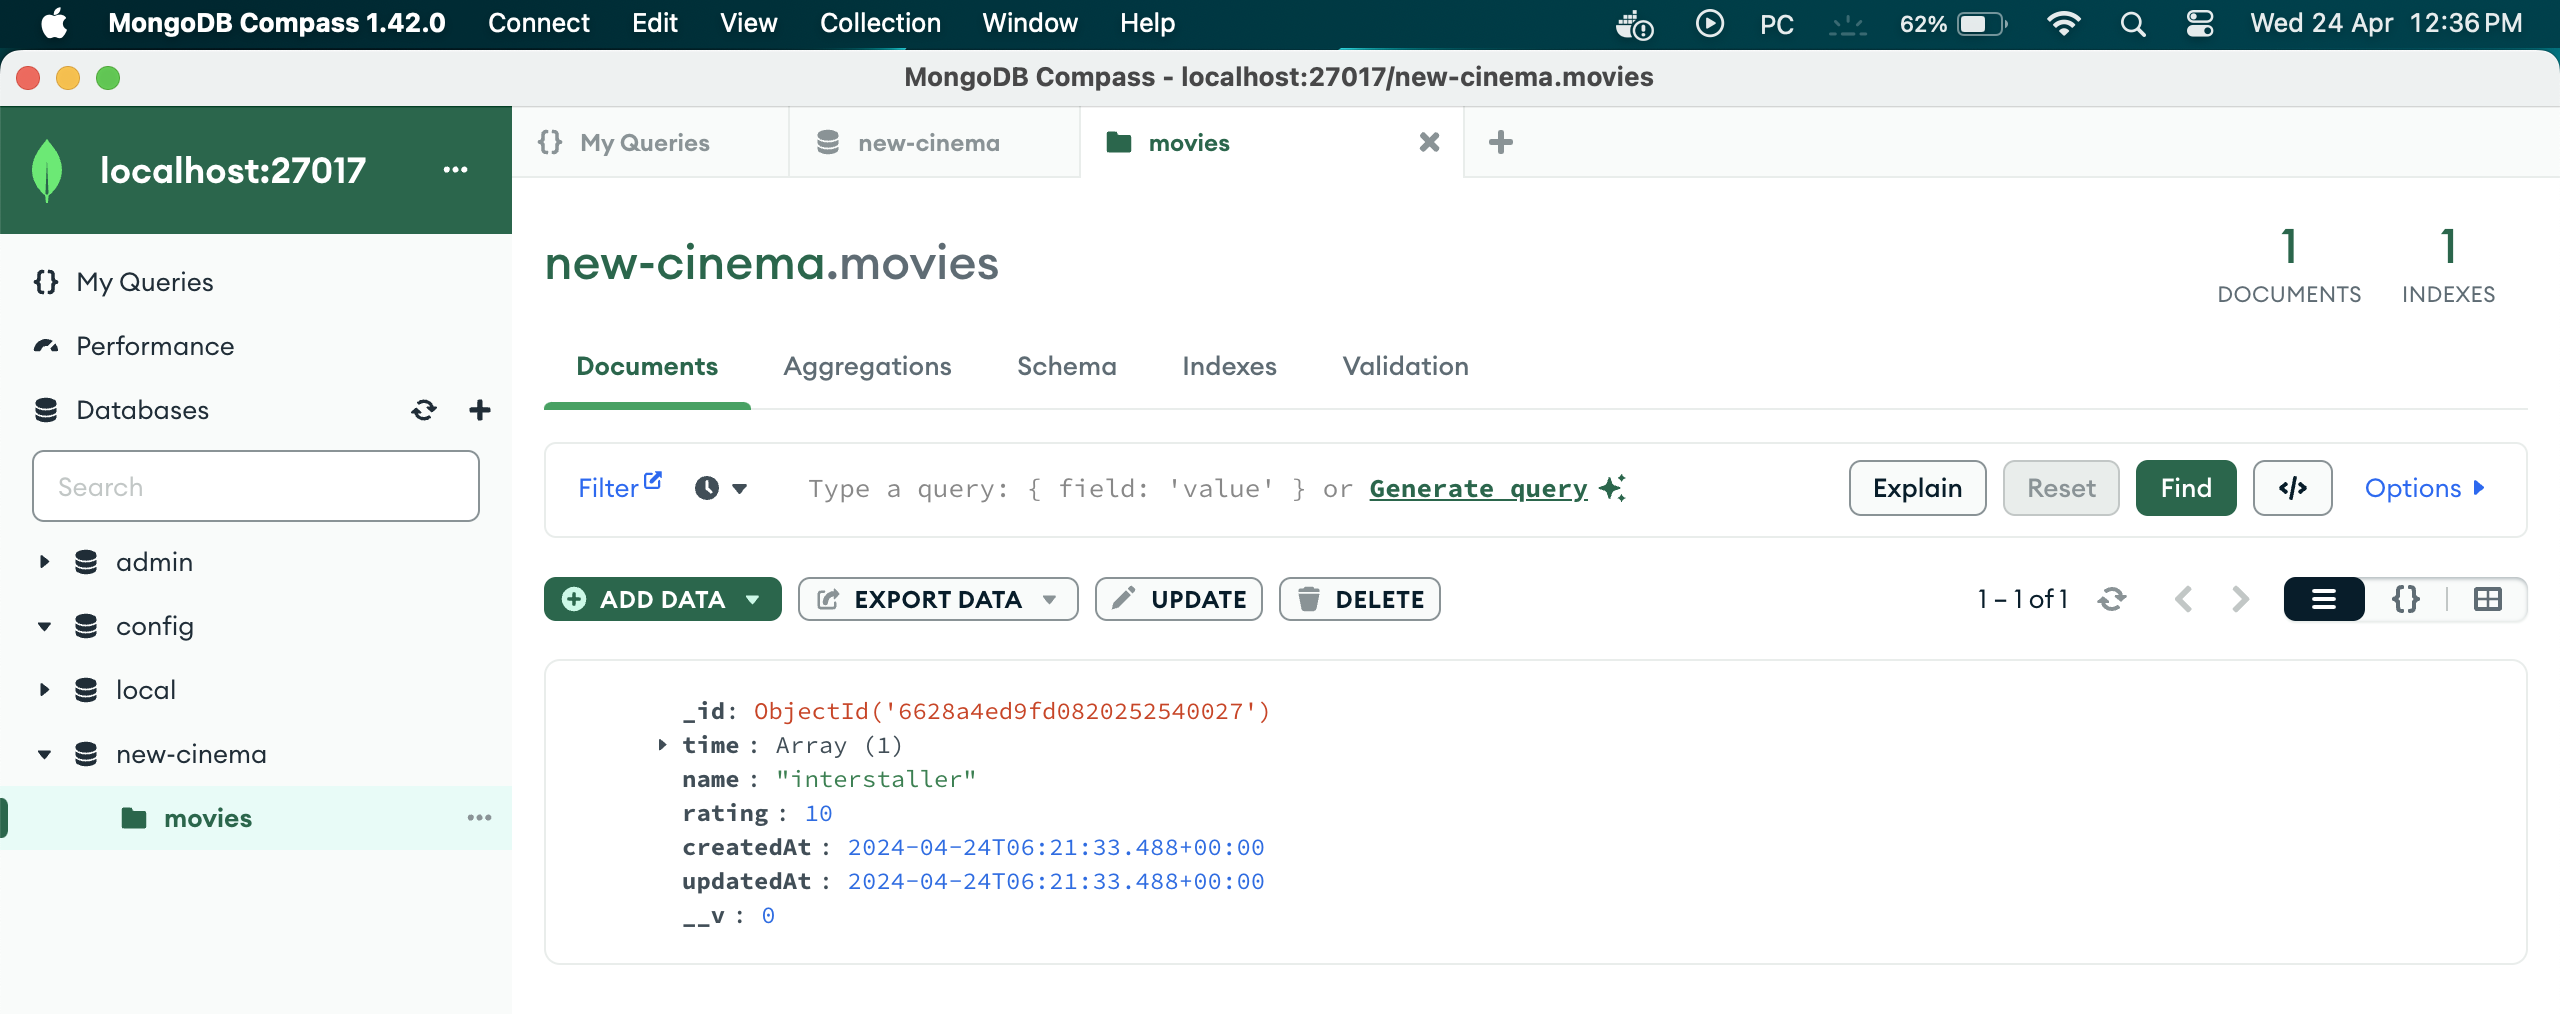 MongoDB Compass 1.42.0 Connect Edit View Collection Window Help PC 62% Wed 24 Apr 12:36 PM
MongoDB Compass - localhost:27017/new-cinema.movies
localhost:27017 ...
{} My Queries
Performance
Databases
Search
admin
config
local
new-cinema
movies ...
{} My Queries new-cinema movies
new-cinema.movies
1 DOCUMENTS 1 INDEXES
Documents Aggregations Schema Indexes Validation
Filter Type a query: { field: 'value' } or Generate query Explain Reset Find </> Options
ADD DATA EXPORT DATA UPDATE DELETE 1 – 1 of 1 {}
_id: ObjectId('6628a4ed9fd0820252540027')
time : Array (1)
name : "interstaller"
rating : 10
createdAt : 2024-04-24T06:21:33.488+00:00
updatedAt : 2024-04-24T06:21:33.488+00:00
__v : 0